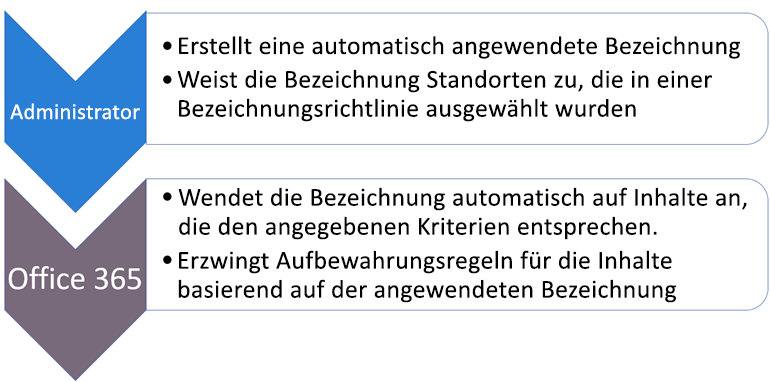 Administrator
• Erstellt eine automatisch angewendete Bezeichnung
• Weist die Bezeichnung Standorten zu, die in einer
Bezeichnungsrichtlinie ausgewählt wurden
Office 365
• Wendet die Bezeichnung automatisch auf Inhalte an,
die den angegebenen Kriterien entsprechen.
• Erzwingt Aufbewahrungsregeln für die Inhalte
basierend auf der angewendeten Bezeichnung